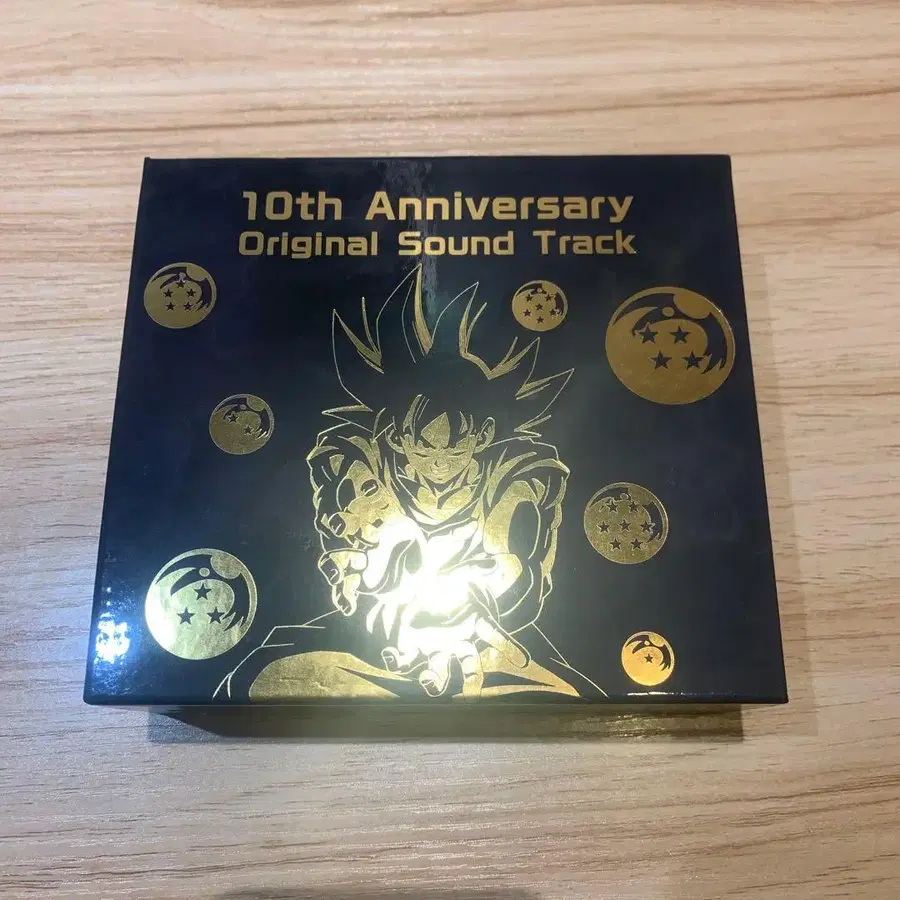 10th Anniversary
Original Sound Track